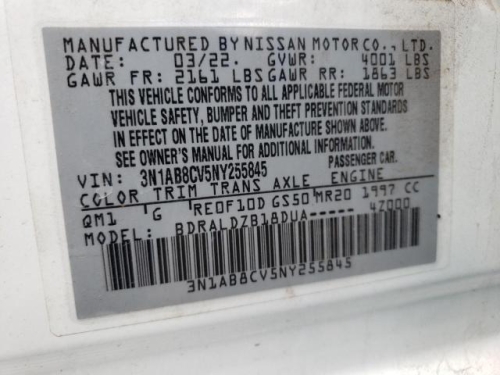 MANUFACTURED BY NISSAN MOTOR CO., LTD.
DATE: 03/22. GVWR: 4001 LBS
GAWR FR: 2161 LBS GAWR RR: 1863 LBS
THIS VEHICLE CONFORMS TO ALL APPLICABLE FEDERAL MOTOR
VEHICLE SAFETY, BUMPER AND THEFT PREVENTION STANDARDS
IN EFFECT ON THE DATE OF MANUFACTURE SHOWN ABOVE.
SEE OWNER'S MANUAL FOR ADDITIONAL INFORMATION.
VIN: 3N1AB8CV5NY255845 PASSENGER CAR.
COLOR TRIM TRANS AXLE ENGINE
QM1 G RE0F10D GS50 MR20 1997 CC
MODEL: BDRALDZB18DUA----- 4Z000
3N1AB8CV5NY255845